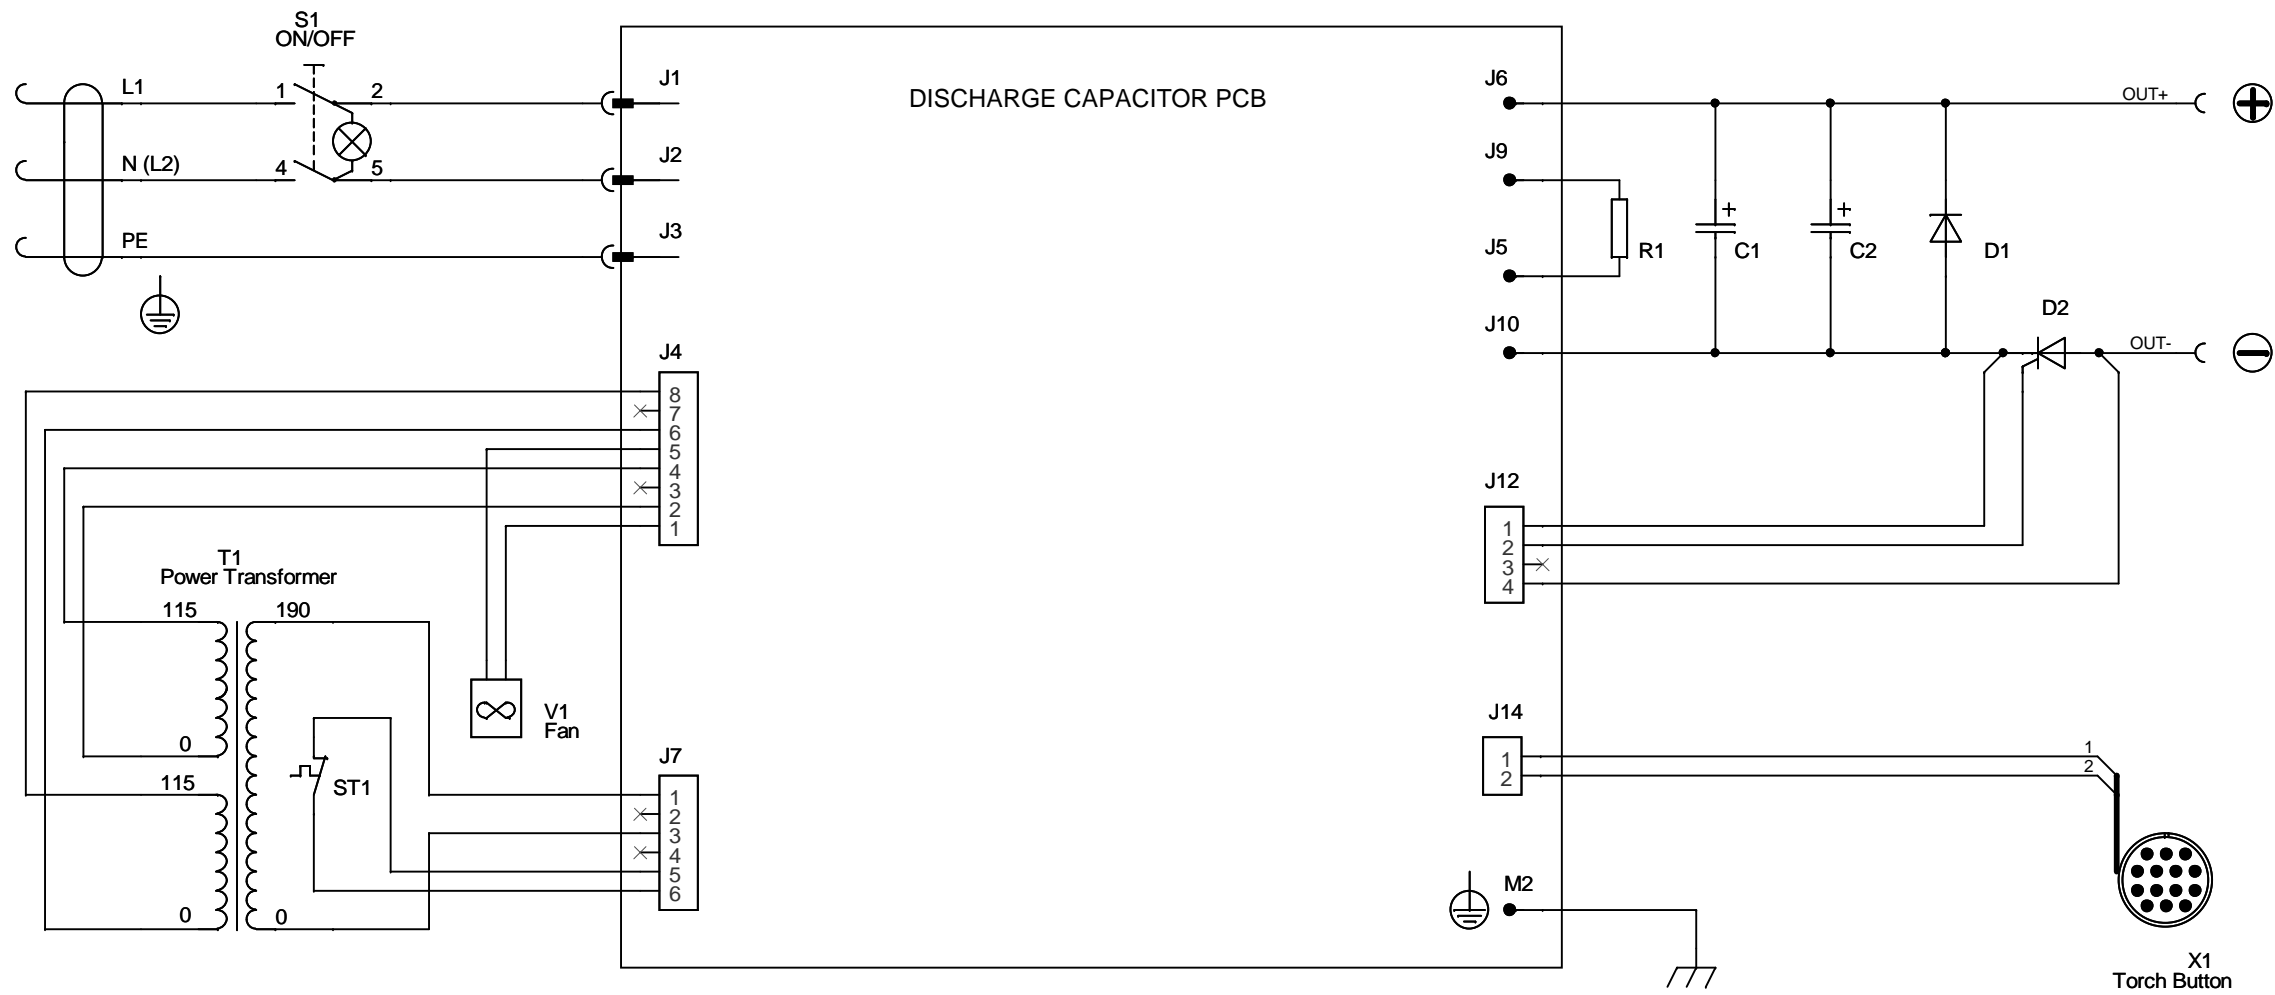 S1
ON/OFF
L1
1
2
J1
N (L2)
4
5
J2
PE
J3
DISCHARGE CAPACITOR PCB
J6
OUT+
J9
J5
R1
+
C1
+
C2
D1
J10
D2
OUT-
J4
8
7
6
5
4
3
2
1
J12
1
2
3
4
T1
Power Transformer
115
190
0
115
0
0
ST1
V1
Fan
J7
1
2
3
4
5
6
J14
1
2
1
2
M2
X1
Torch Button